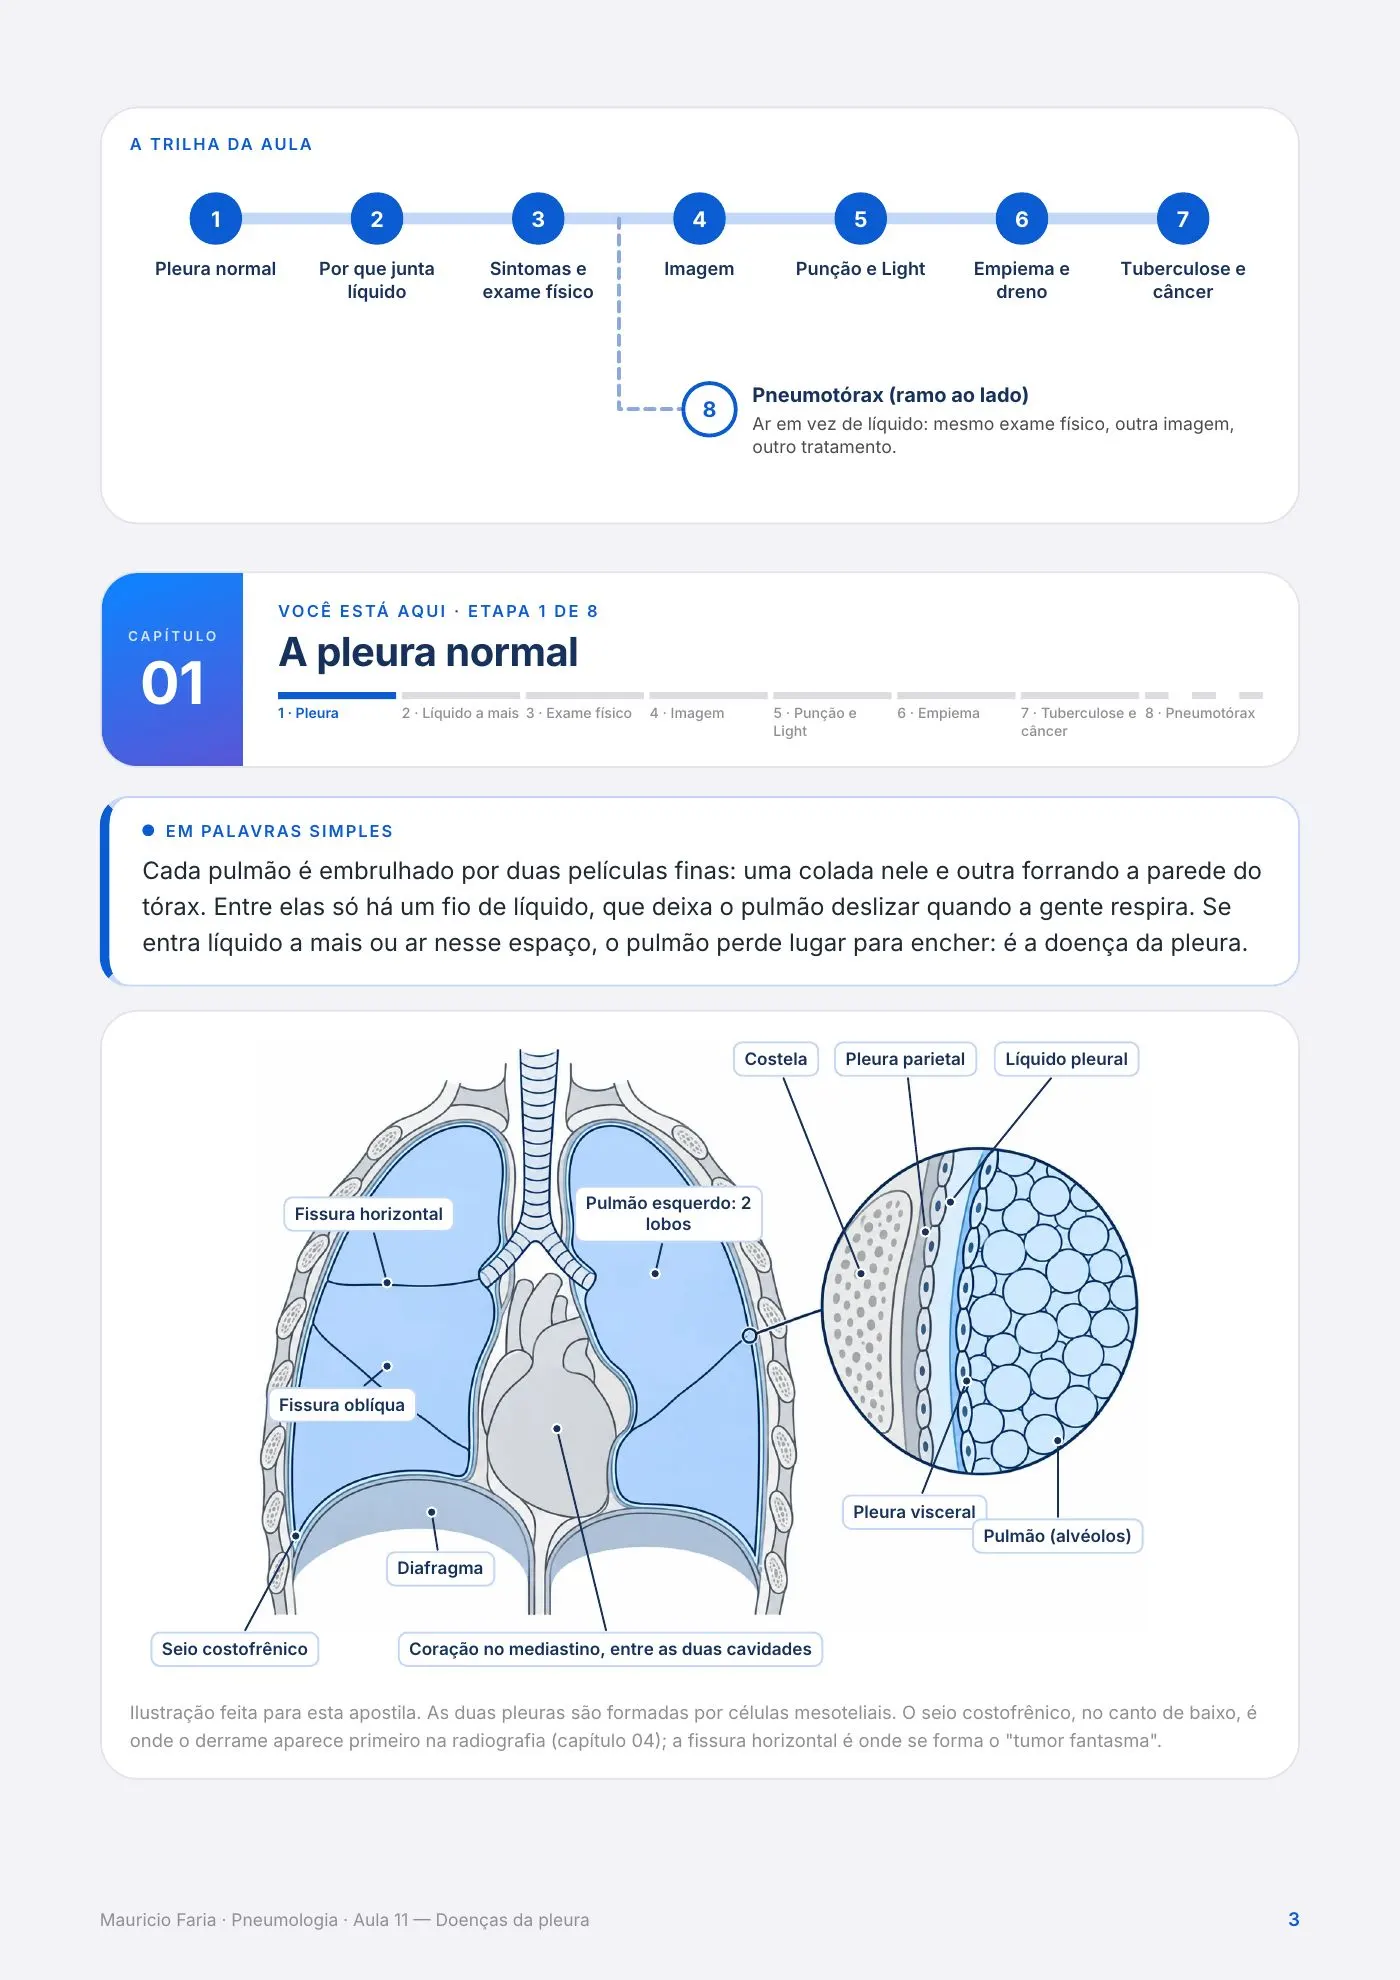 A TRILHA DA AULA
1
2
3
4
5
6
7
Pleura normal
Por que junta
líquido
Sintomas e
exame físico
Imagem
Punção e Light
Empiema e
dreno
Tuberculose e
câncer
8
Pneumotórax (ramo ao lado)
Ar em vez de líquido: mesmo exame físico, outra imagem,
outro tratamento.
CAPÍTULO
01
VOCÊ ESTÁ AQUI · ETAPA 1 DE 8
A pleura normal
1 · Pleura
2 · Líquido a mais
3 · Exame físico
4 · Imagem
5 · Punção e
Light
6 · Empiema
7 · Tuberculose e
câncer
8 · Pneumotórax
EM PALAVRAS SIMPLES
Cada pulmão é embrulhado por duas películas finas: uma colada nele e outra forrando a parede do
tórax. Entre elas só há um fio de líquido, que deixa o pulmão deslizar quando a gente respira. Se
entra líquido a mais ou ar nesse espaço, o pulmão perde lugar para encher: é a doença da pleura.
Costela
Pleura parietal
Líquido pleural
Fissura horizontal
Pulmão esquerdo: 2
lobos
Fissura oblíqua
Pleura visceral
Pulmão (alvéolos)
Diafragma
Seio costofrênico
Coração no mediastino, entre as duas cavidades
Ilustração feita para esta apostila. As duas pleuras são formadas por células mesoteliais. O seio costofrênico, no canto de baixo, é
onde o derrame aparece primeiro na radiografia (capítulo 04); a fissura horizontal é onde se forma o "tumor fantasma".
Mauricio Faria · Pneumologia · Aula 11 — Doenças da pleura
3